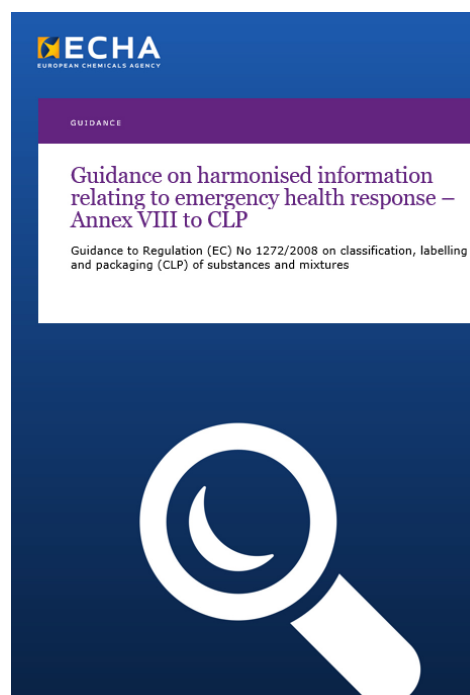 ECHA
EUROPEAN CHEMICALS AGENCY
GUIDANCE
Guidance on harmonised information
relating to emergency health response –
Annex VIII to CLP
Guidance to Regulation (EC) No 1272/2008 on classification, labelling
and packaging (CLP) of substances and mixtures